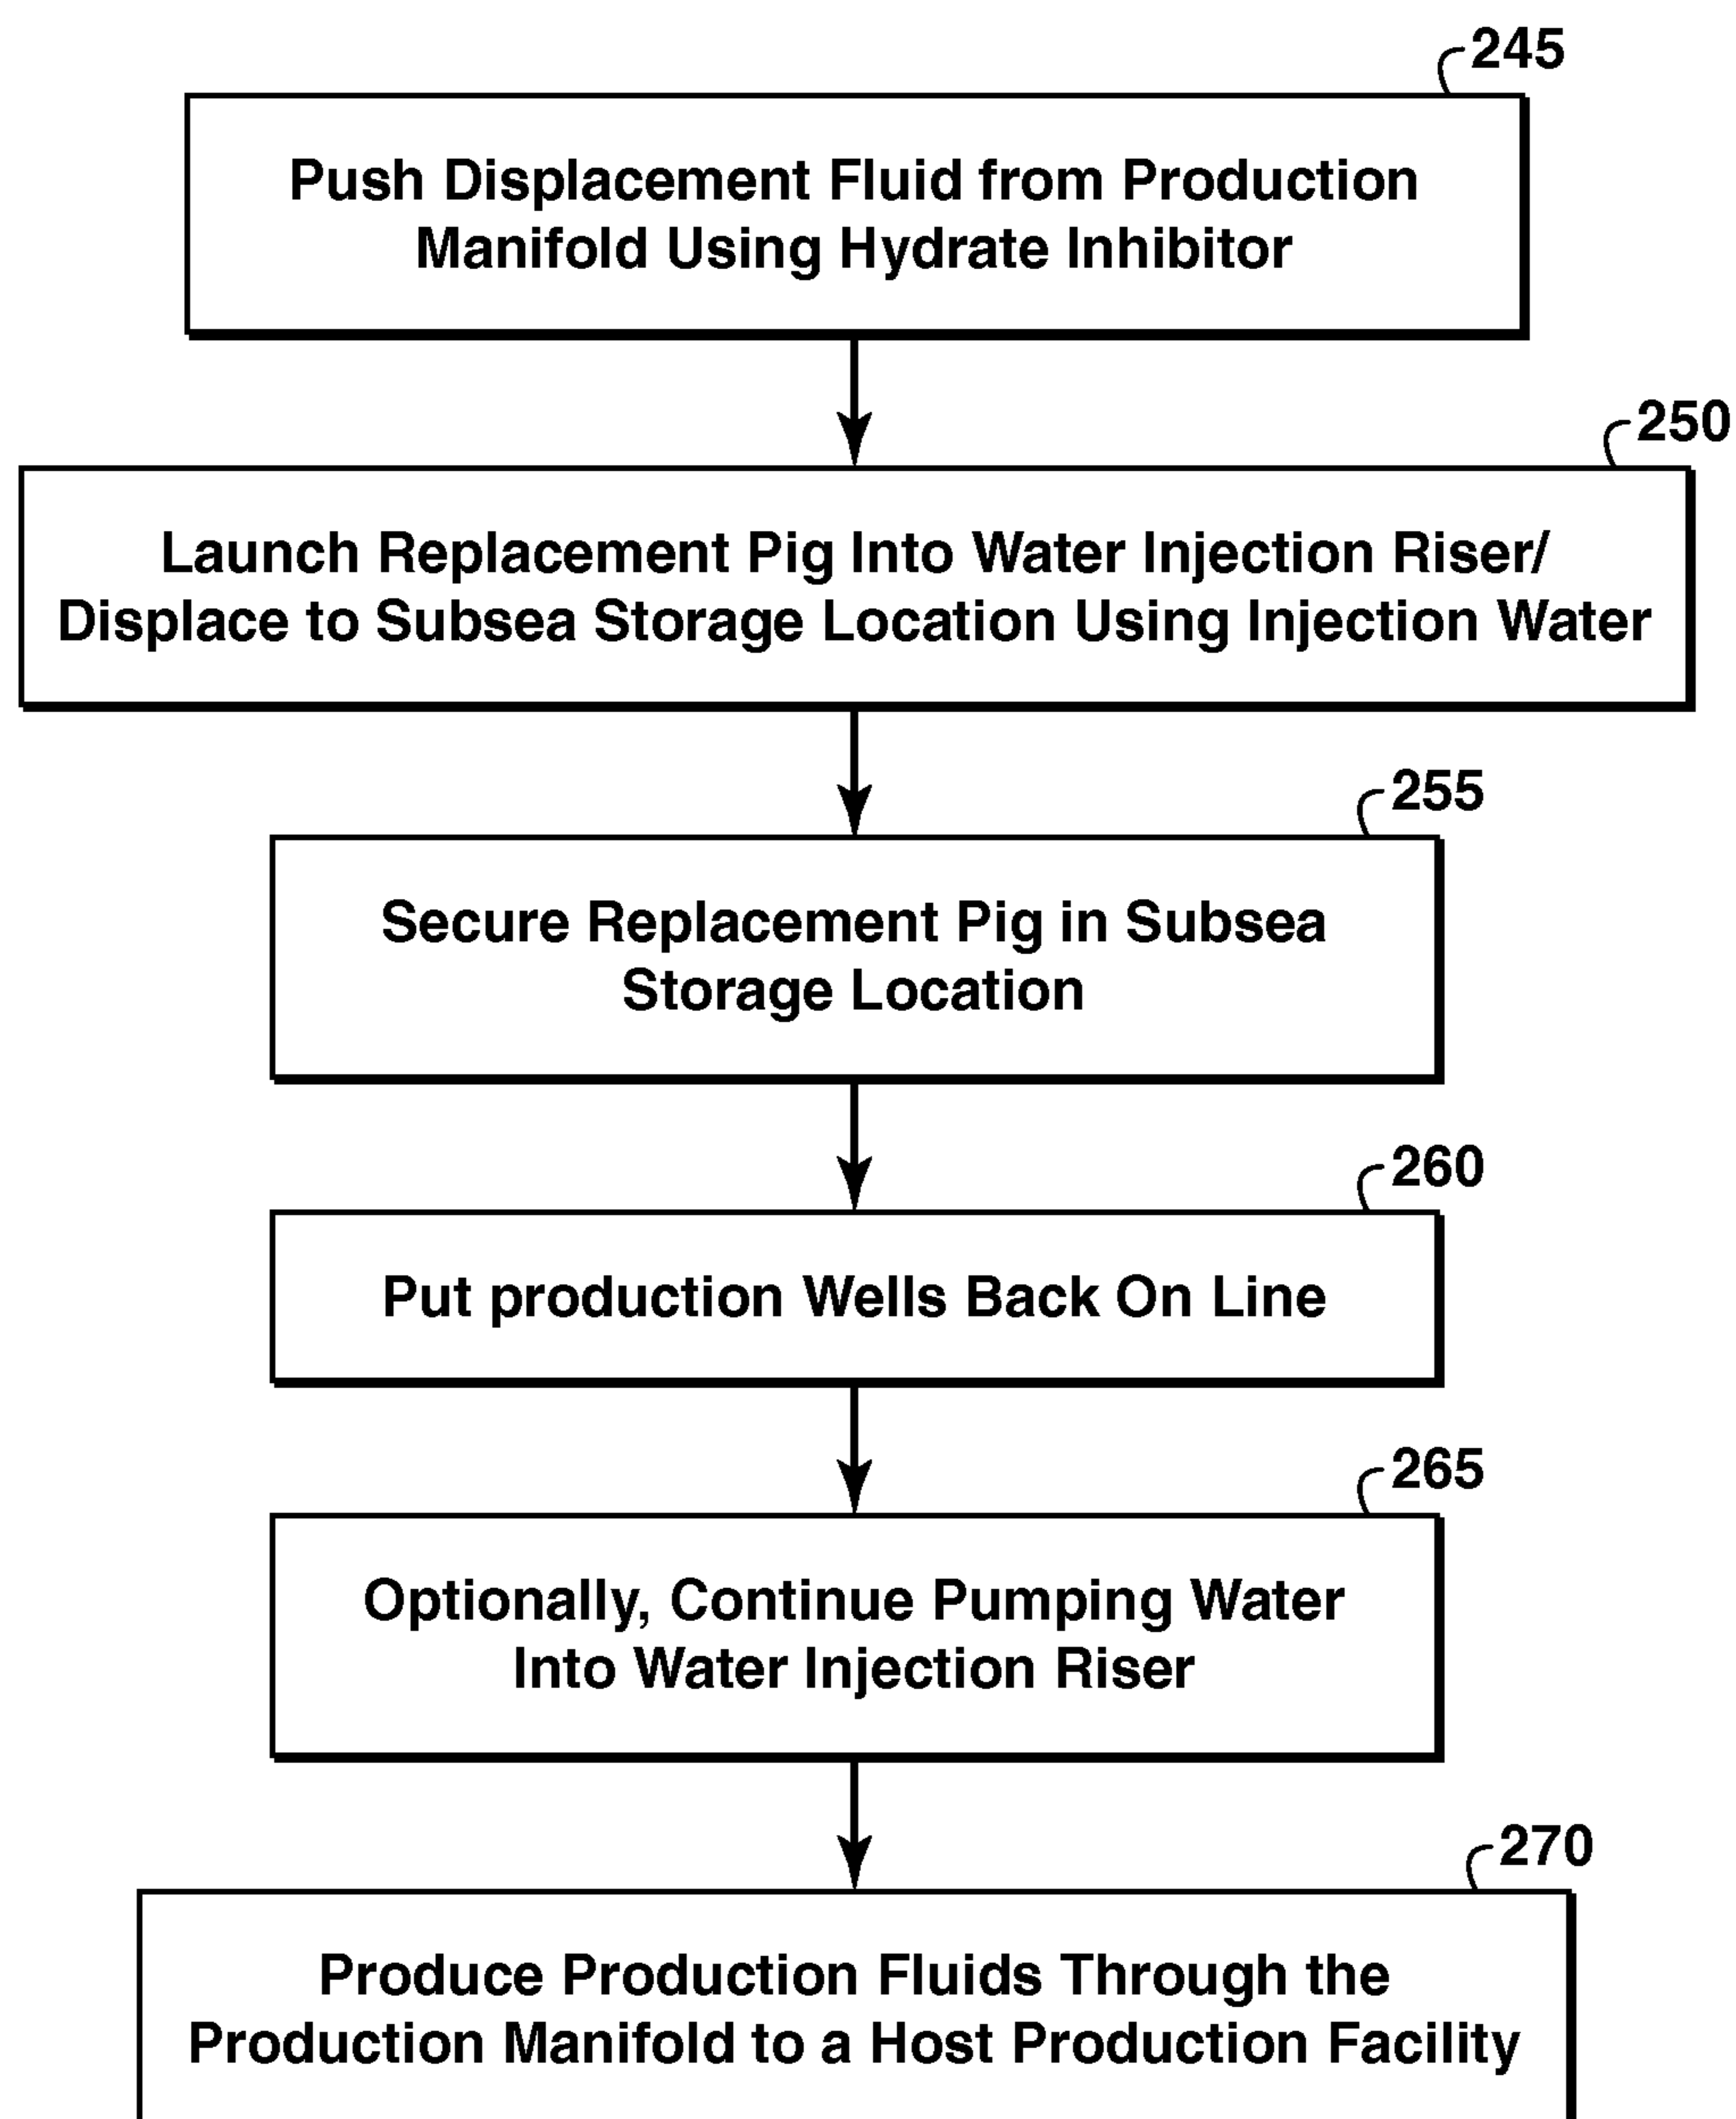 245
Push Displacement Fluid from Production
Manifold Using Hydrate Inhibitor
250
Launch Replacement Pig Into Water Injection Riser/
Displace to Subsea Storage Location Using Injection Water
255
Secure Replacement Pig in Subsea
Storage Location
260
Put production Wells Back On Line
265
Optionally, Continue Pumping Water
Into Water Injection Riser
270
Produce Production Fluids Through the
Production Manifold to a Host Production Facility